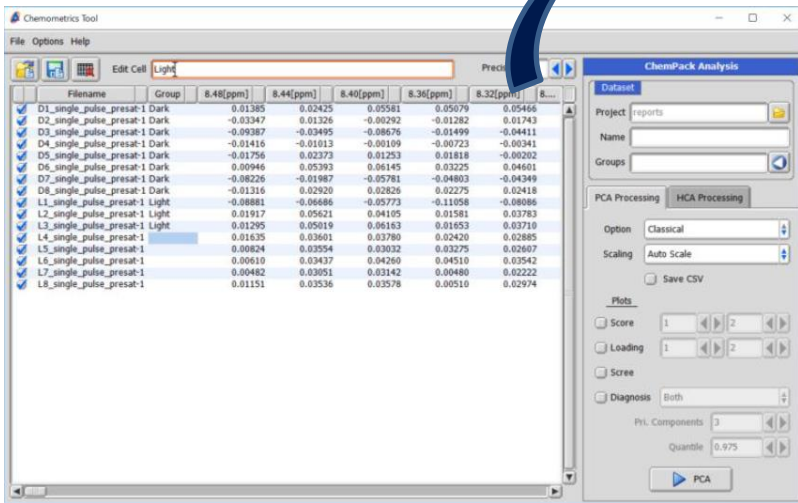 Chemometrics Tool
File Options Help
Edit Cell Light
Filename Group 8.48[ppm] 8.44[ppm] 8.40[ppm] 8.36[ppm] 8.32[ppm] 8....
D1_single_pulse_presat-1 Dark 0.01385 0.02425 0.05581 0.05079 0.05466
D2_single_pulse_presat-1 Dark -0.03347 0.01326 -0.00292 -0.01282 0.01743
D3_single_pulse_presat-1 Dark -0.09387 -0.03495 -0.08676 -0.01499 -0.04411
D4_single_pulse_presat-1 Dark -0.01416 -0.01013 -0.00109 -0.00723 -0.00341
D5_single_pulse_presat-1 Dark -0.01756 0.02373 0.01253 0.01818 -0.00202
D6_single_pulse_presat-1 Dark 0.00946 0.05393 0.06145 0.03225 0.04601
D7_single_pulse_presat-1 Dark -0.08226 -0.01987 -0.05781 -0.04803 -0.04349
D8_single_pulse_presat-1 Dark -0.01316 0.02920 0.02826 0.02275 0.02418
L1_single_pulse_presat-1 Light -0.08881 -0.06686 -0.05773 -0.11058 -0.08086
L2_single_pulse_presat-1 Light 0.01917 0.05621 0.04105 0.01581 0.03783
L3_single_pulse_presat-1 Light 0.01295 0.05019 0.06163 0.01653 0.03710
L4_single_pulse_presat-1 0.01635 0.03601 0.03780 0.02420 0.02885
L5_single_pulse_presat-1 0.00824 0.03554 0.03032 0.03275 0.02607
L6_single_pulse_presat-1 0.00610 0.03437 0.04260 0.04510 0.03542
L7_single_pulse_presat-1 0.00482 0.03051 0.03142 0.00480 0.02222
L8_single_pulse_presat-1 0.01151 0.03536 0.03578 0.00510 0.02974
ChemPack Analysis
Dataset
Project reports
Name
Groups
PCA Processing HCA Processing
Option Classical
Scaling Auto Scale
Save CSV
Plots
Score 1 2
Loading 1 2
Scree
Diagnosis Both
Pri. Components 3
Quantile 0.975
PCA